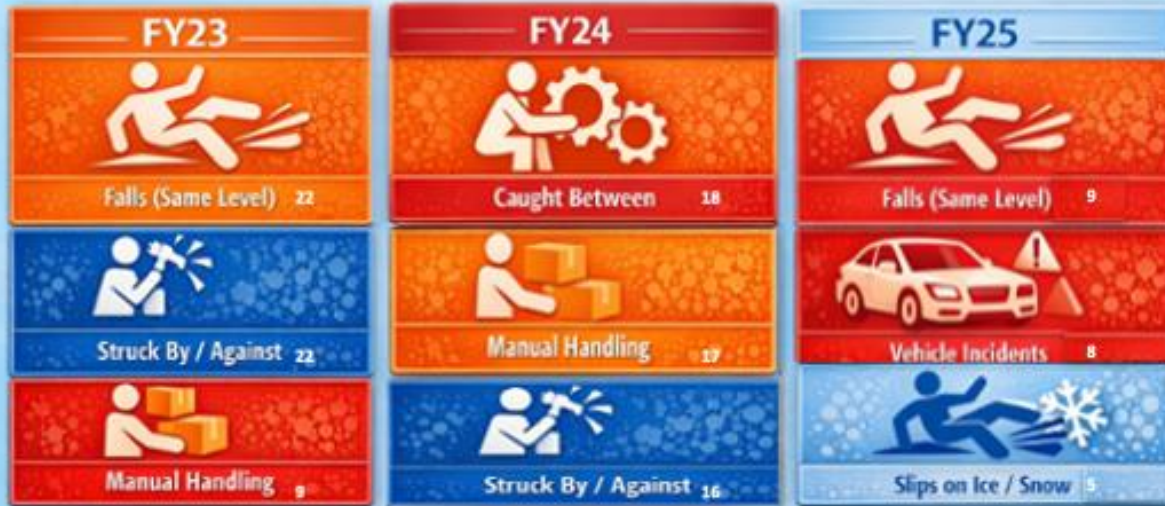 FY23
Falls (Same Level) 22
Struck By / Against 22
Manual Handling 9
FY24
Caught Between 18
Manual Handling 17
Struck By / Against 16
FY25
Falls (Same Level) 9
Vehicle Incidents 8
Slips on Ice / Snow 5